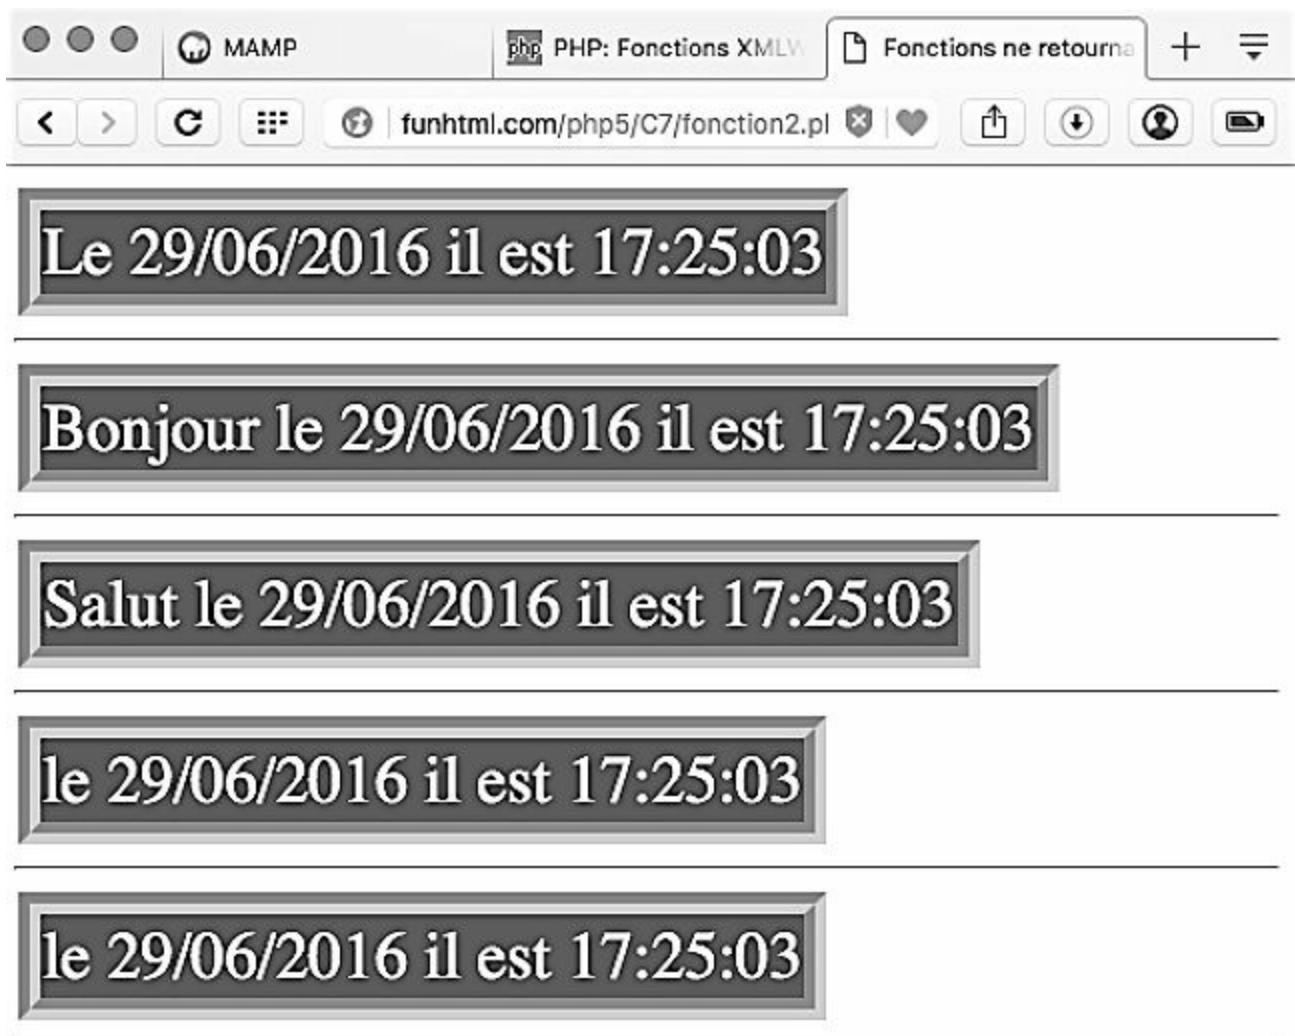 MAMP
php PHP: Fonctions XMLW
Fonctions ne retourna
funhtml.com/php5/C7/fonction2.pl
Le 29/06/2016 il est 17:25:03
Bonjour le 29/06/2016 il est 17:25:03
Salut le 29/06/2016 il est 17:25:03
le 29/06/2016 il est 17:25:03
le 29/06/2016 il est 17:25:03